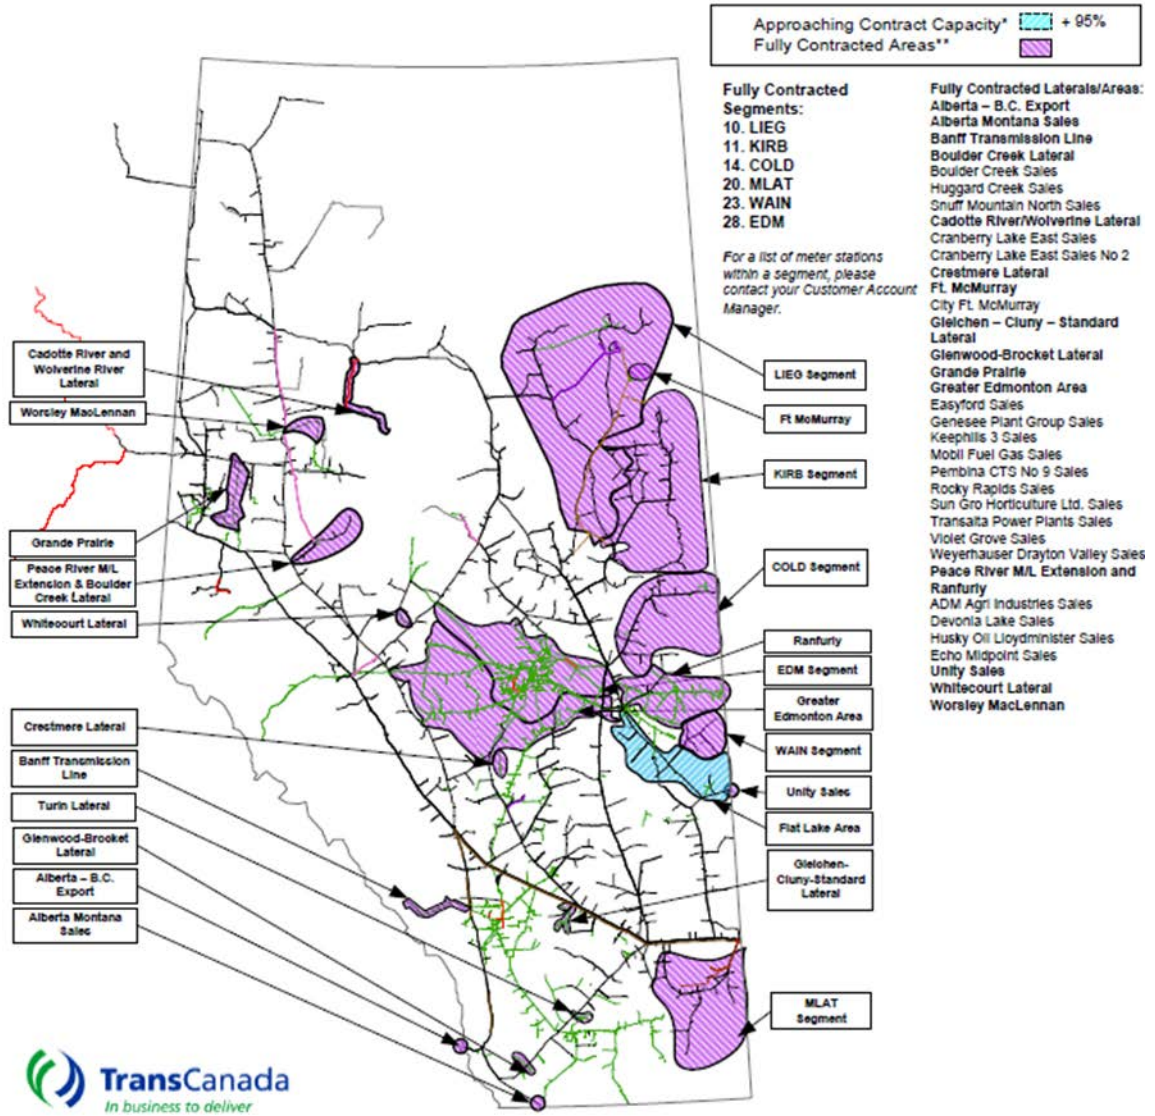 Approaching Contract Capacity* + 95%
Fully Contracted Areas**
Fully Contracted
Segments:
10. LIEG
11. KIRB
14. COLD
20. MLAT
23. WAIN
28. EDM
For a list of meter stations
within a segment, please
contact your Customer Account
Manager.
Fully Contracted Laterals/Areas:
Alberta – B.C. Export
Alberta Montana Sales
Banff Transmission Line
Boulder Creek Lateral
Boulder Creek Sales
Huggard Creek Sales
Snuff Mountain North Sales
Cadotte River/Wolverine Lateral
Cranberry Lake East Sales
Cranberry Lake East Sales No 2
Crestmere Lateral
Ft. McMurray
City Ft. McMurray
Gleichen – Cluny – Standard
Lateral
Glenwood-Brocket Lateral
Grande Prairie
Greater Edmonton Area
Easyford Sales
Genesee Plant Group Sales
Keephills 3 Sales
Mobil Fuel Gas Sales
Pembina CTS No 9 Sales
Rocky Rapids Sales
Sun Gro Horticulture Ltd. Sales
Transalta Power Plants Sales
Violet Grove Sales
Weyerhauser Drayton Valley Sales
Peace River M/L Extension and
Ranfurly
ADM Agri Industries Sales
Devonia Lake Sales
Husky Oil Lloydminister Sales
Echo Midpoint Sales
Unity Sales
Whitecourt Lateral
Worsley MacLennan
Cadotte River and
Wolverine River
Lateral
Worsley MacLennan
Grande Prairie
Peace River M/L
Extension & Boulder
Creek Lateral
Whitecourt Lateral
Crestmere Lateral
Banff Transmission
Line
Turin Lateral
Glenwood-Brocket
Lateral
Alberta – B.C.
Export
Alberta Montana
Sales
LIEG Segment
Ft McMurray
KIRB Segment
COLD Segment
Ranfurly
EDM Segment
Greater
Edmonton Area
WAIN Segment
Unity Sales
Flat Lake Area
Gleichen-
Cluny-Standard
Lateral
MLAT
Segment
TransCanada
In business to deliver